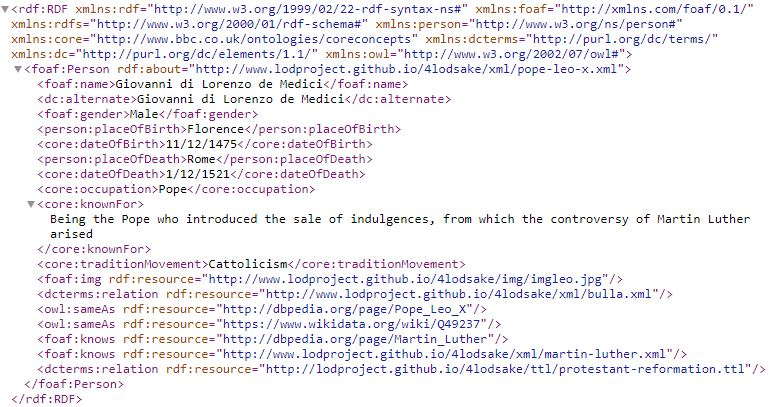 <rdf:RDF xmlns:rdf="http://www.w3.org/1999/02/22-rdf-syntax-ns#" xmlns:foaf="http://xmlns.com/foaf/0.1/"
xmlns:rdfs="http://www.w3.org/2000/01/rdf-schema#" xmlns:person="http://www.w3.org/ns/person#"
xmlns:core="http://www.bbc.co.uk/ontologies/coreconcepts" xmlns:dcterms="http://purl.org/dc/terms/"
xmlns:dc="http://purl.org/dc/elements/1.1/" xmlns:owl="http://www.w3.org/2002/07/owl#">
<foaf:Person rdf:about="http://www.lodproject.github.io/4lodsake/xml/pope-leo-x.xml">
<foaf:name>Giovanni di Lorenzo de Medici</foaf:name>
<dc:alternate>Giovanni di Lorenzo de Medici</dc:alternate>
<foaf:gender>Male</foaf:gender>
<person:placeOfBirth>Florence</person:placeOfBirth>
<core:dateOfBirth>11/12/1475</core:dateOfBirth>
<person:placeOfDeath>Rome</person:placeOfDeath>
<core:dateOfDeath>1/12/1521</core:dateOfDeath>
<core:occupation>Pope</core:occupation>
<core:knownFor>
Being the Pope who introduced the sale of indulgences, from which the controversy of Martin Luther
arised
</core:knownFor>
<core:traditionMovement>Cattolicism</core:traditionMovement>
<foaf:img rdf:resource="http://www.lodproject.github.io/4lodsake/img/imgleo.jpg"/>
<dcterms:relation rdf:resource="http://www.lodproject.github.io/4lodsake/xml/bulla.xml"/>
<owl:sameAs rdf:resource="http://dbpedia.org/page/Pope_Leo_X"/>
<owl:sameAs rdf:resource="https://www.wikidata.org/wiki/Q49237"/>
<foaf:knows rdf:resource="http://dbpedia.org/page/Martin_Luther"/>
<foaf:knows rdf:resource="http://www.lodproject.github.io/4lodsake/xml/martin-luther.xml"/>
<dcterms:relation rdf:resource="http://lodproject.github.io/4lodsake/ttl/protestant-reformation.ttl"/>
</foaf:Person>
</rdf:RDF>